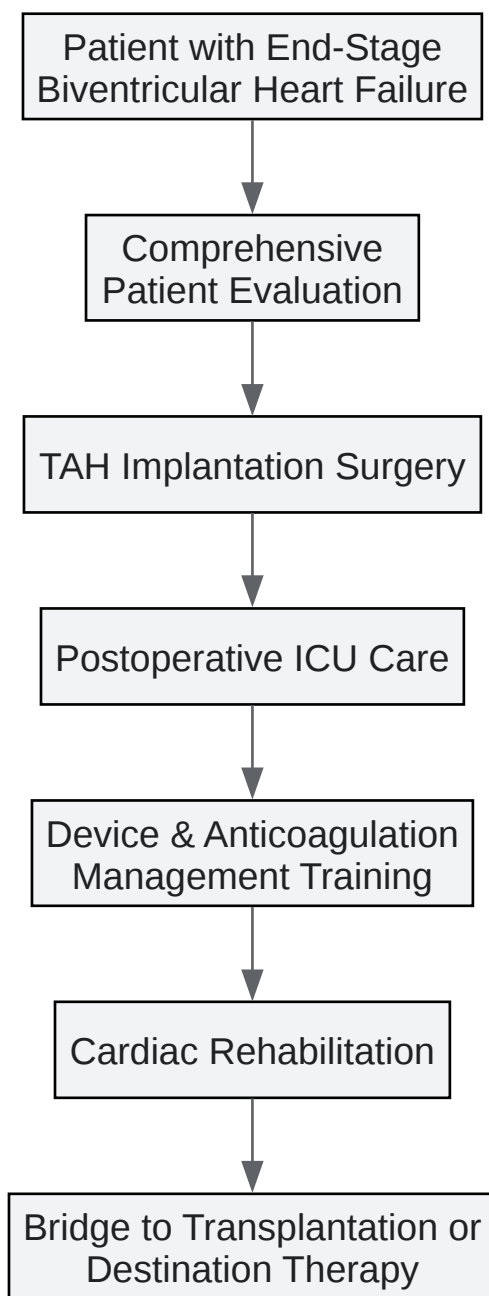 Patient with End-Stage
Biventricular Heart Failure
Comprehensive
Patient Evaluation
TAH Implantation Surgery
Postoperative ICU Care
Device & Anticoagulation
Management Training
Cardiac Rehabilitation
Bridge to Transplantation or
Destination Therapy